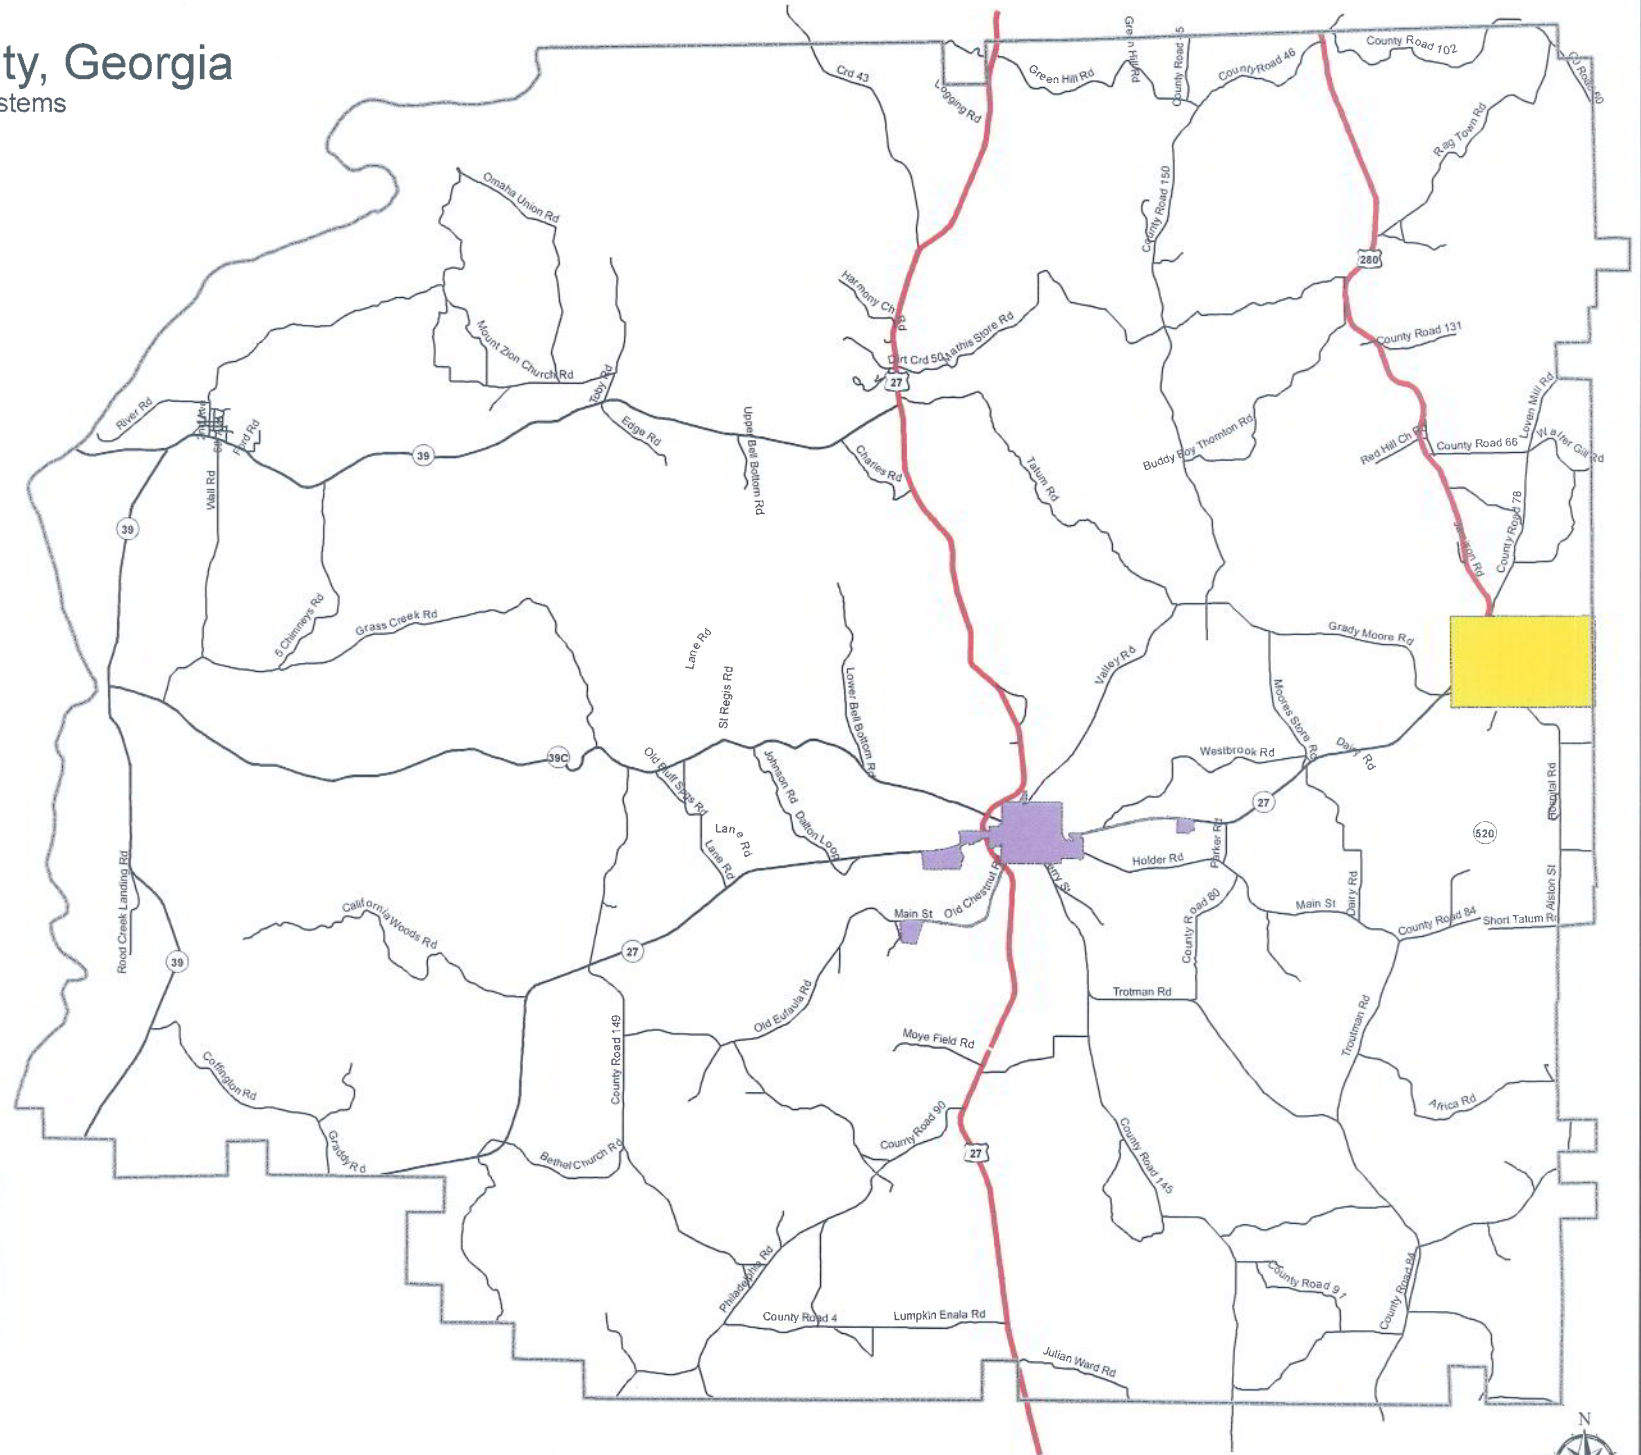 ty, Georgia
stems
Crd 43
Logging Rd
Green Hill Rd
Green Hill Rd
County Road 46
County Road 102
Rag Town Rd
Omaha Union Rd
County Road 150
280
Harmony Ch Rd
Mathis Store Rd
Dirt Crd 50
27
County Road 131
Mount Zion Church Rd
Toby Rd
River Rd
Ford Rd
Wall Rd
Edge Rd
39
Upper Bell Bottom Rd
Charles Rd
Tatum Rd
Buddy Boy Thornton Rd
Red Hill Ch Rd
County Road 66
Loven Mill Rd
Walter Gill Rd
County Road 78
39
5 Chimneys Rd
Grass Creek Rd
Lane Rd
St Regis Rd
Lower Bell Bottom Rd
Valley Rd
Grady Moore Rd
Moores Store Rd
39C
Old Bluff Spgs Rd
Johnson Rd
Dalton Loop
Lane Rd
Lane Rd
Westbrook Rd
Dairy Rd
27
Hospital Rd
520
Parker Rd
Holder Rd
Rood Creek Landing Rd
California Woods Rd
Main St
Old Chestnut R
County Road 80
Main St
Dairy Rd
County Road 84
Short Tatum Rd
Alston St
39
27
Old Eufaula Rd
Trotman Rd
Troutman Rd
Moye Field Rd
County Road 149
Coffington Rd
Graddy Rd
Bethel Church Rd
County Road 90
27
County Road 145
Africa Rd
Philadelphia Rd
County Road 4
Lumpkin Enala Rd
County Road 91
County Road 84
Julian Ward Rd
N